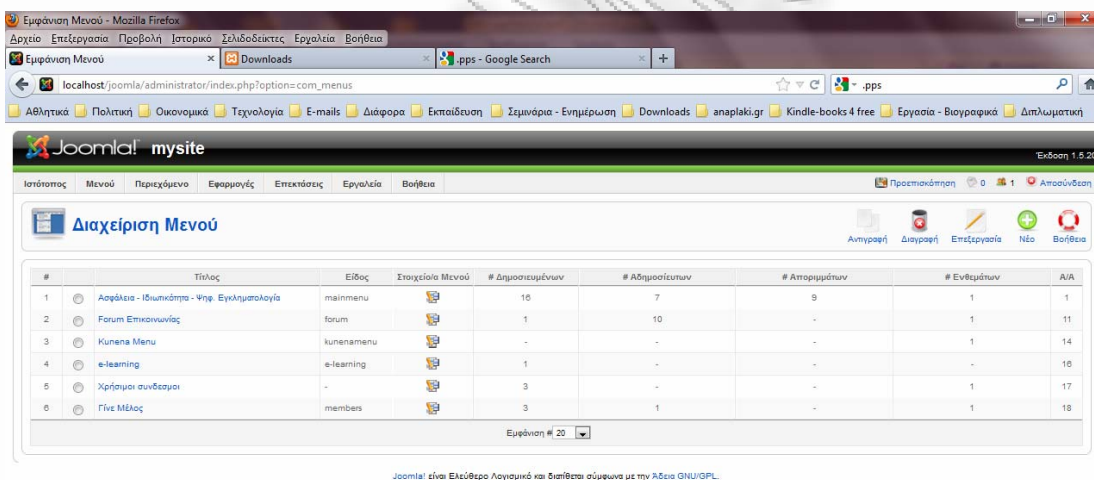 Εμφάνιση Μενού - Mozilla Firefox
Αρχείο Επεξεργασία Προβολή Ιστορικό Σελιδοδείκτες Εργαλεία Βοήθεια
Εμφάνιση Μενού Downloads .pps - Google Search
localhost/joomla/administrator/index.php?option=com_menus .pps
Αθλητικά Πολιτική Οικονομικά Τεχνολογία E-mails Διάφορα Εκπαίδευση Σεμινάρια - Ενημέρωση Downloads anaplaki.gr Kindle-books 4 free Εργασία - Βιογραφικά Διπλωματική
Joomla! mysite Έκδοση 1.5.20
Ιστότοπος Μενού Περιεχόμενο Εφαρμογές Επεκτάσεις Εργαλεία Βοήθεια Προεπισκόπηση 0 1 Αποσύνδεση
Διαχείριση Μενού
Αντιγραφή Διαγραφή Επεξεργασία Νέο Βοήθεια
# Τίτλος Είδος Στοιχείο/α Μενού # Δημοσιευμένων # Αδημοσίευτων # Απορριμμάτων # Ενθεμάτων A/A
1 Ασφάλεια - Ιδιωτικότητα - Ψηφ. Εγκληματολογία mainmenu 16 7 9 1 1
2 Forum Επικοινωνίας forum 1 10 - 1 11
3 Kunena Menu kunenamenu - - - 1 14
4 e-learning e-learning 1 - - - 16
5 Χρήσιμοι συνδεσμοι - 3 - - 1 17
6 Γίνε Μέλος members 3 1 - 1 18
Εμφάνιση # 20
Joomla! είναι Ελεύθερο Λογισμικό και διατίθεται σύμφωνα με την Άδεια GNU/GPL.